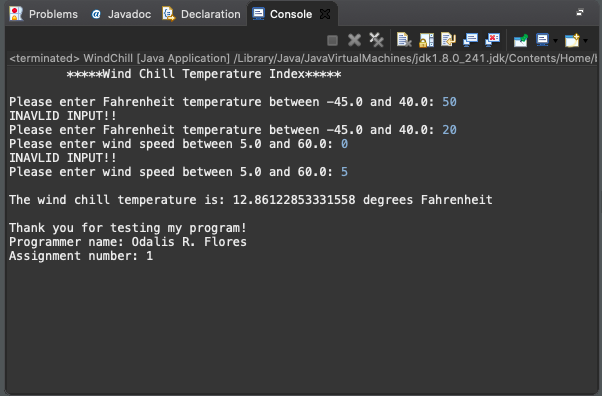 Problems @ Javadoc Declaration Console
<terminated> WindChill [Java Application] /Library/Java/JavaVirtualMachines/jdk1.8.0_241.jdk/Contents/Home/b
*****Wind Chill Temperature Index*****
Please enter Fahrenheit temperature between -45.0 and 40.0: 50
INAVLID INPUT!!
Please enter Fahrenheit temperature between -45.0 and 40.0: 20
Please enter wind speed between 5.0 and 60.0: 0
INAVLID INPUT!!
Please enter wind speed between 5.0 and 60.0: 5
The wind chill temperature is: 12.86122853331558 degrees Fahrenheit
Thank you for testing my program!
Programmer name: Odalis R. Flores
Assignment number: 1